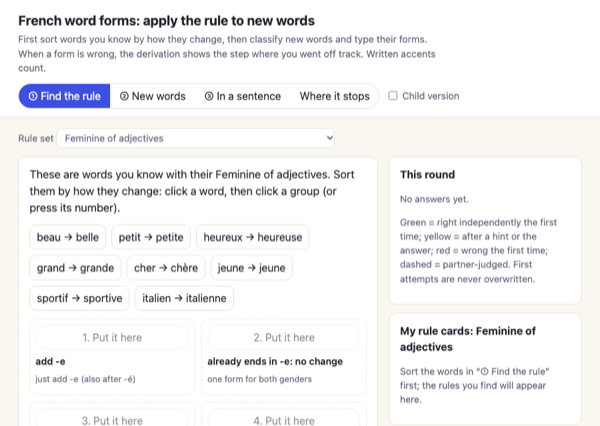 French word forms: apply the rule to new words
First sort words you know by how they change, then classify new words and type their forms.
When a form is wrong, the derivation shows the step where you went off track. Written accents
count.
① Find the rule
② New words
③ In a sentence
Where it stops
Child version
Rule set
Feminine of adjectives
These are words you know with their Feminine of adjectives. Sort
them by how they change: click a word, then click a group (or
press its number).
beau → belle
petit → petite
heureux → heureuse
grand → grande
cher → chère
jeune → jeune
sportif → sportive
italien → italienne
1. Put it here
add -e
just add -e (also after -é)
2. Put it here
already ends in -e: no change
one form for both genders
3. Put it here
4. Put it here
This round
No answers yet.
Green = right independently the first
time; yellow = after a hint or the
answer; red = wrong the first time;
dashed = partner-judged. First
attempts are never overwritten.
My rule cards: Feminine of
adjectives
Sort the words in “① Find the rule”
first; the rules you find will appear
here.